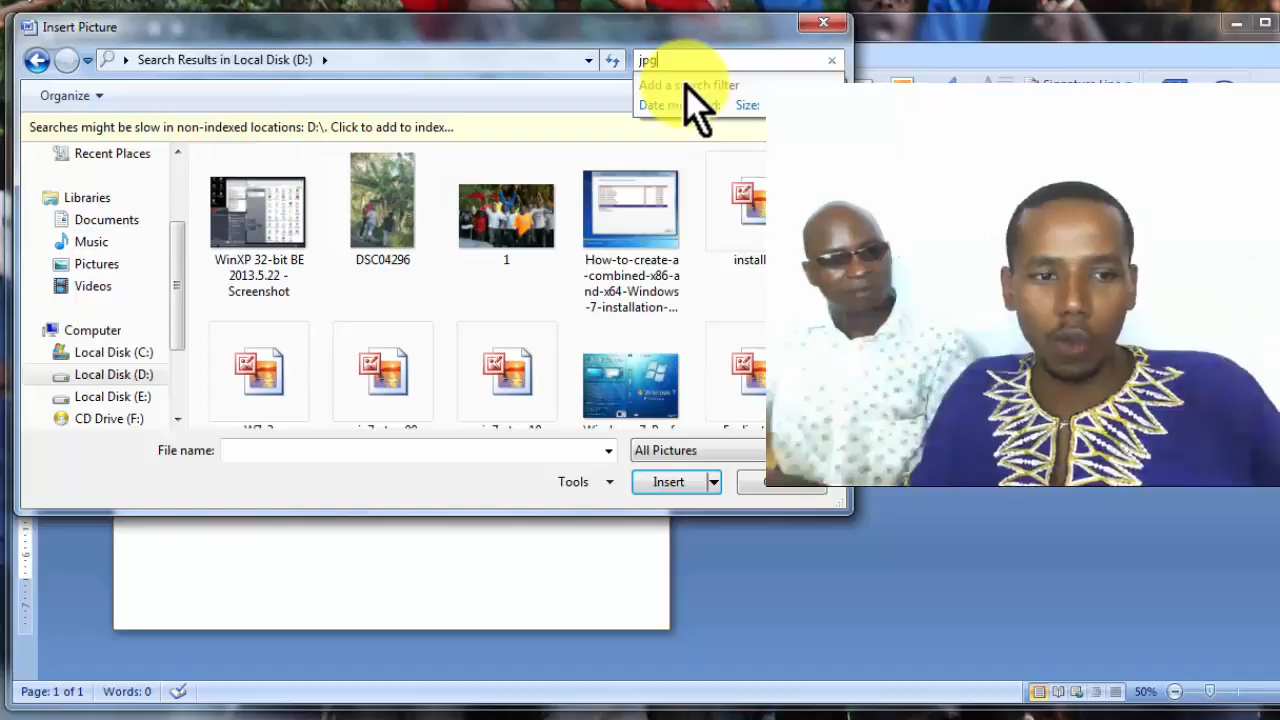 Insert Picture
Search Results in Local Disk (D:)
jpg
Add a search filter
Size:
Organize
Searches might be slow in non-indexed locations: D:\. Click to add to index...
Recent Places
Libraries
Documents
Music
Pictures
Videos
Computer
Local Disk (C:)
Local Disk (D:)
Local Disk (E:)
CD Drive (F:)
WinXP 32-bit BE
2013.5.22 -
Screenshot
DSC04296
1
How-to-create-a
-combined-x86-a
nd-x64-Windows
-7-installation-...
install
File name:
All Pictures
Tools
Insert
Page: 1 of 1
Words: 0
50%